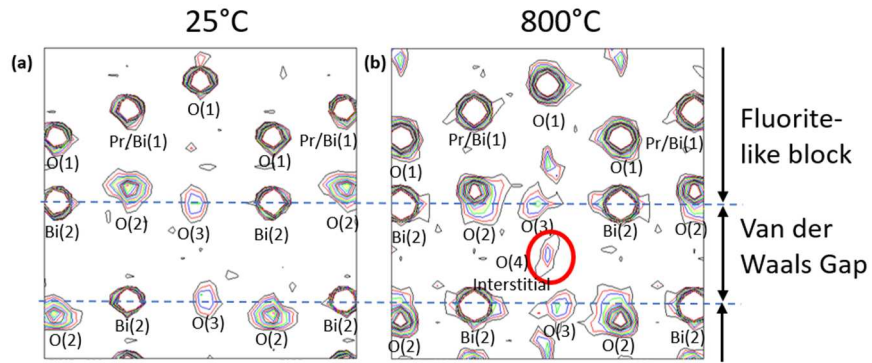 25°C
800°C
(a)
(b)
O(1)
O(1)
Pr/Bi(1)
Pr/Bi(1)
Pr/Bi(1)
Pr/Bi(1)
O(1)
O(1)
O(1)
O(1)
Fluorite-
like block
Bi(2)
O(2)
O(3)
Bi(2)
O(2)
Bi(2)
O(2)
O(3)
Bi(2)
O(2)
Van der
Waals Gap
O(4)
Interstitial
O(2)
Bi(2)
O(3)
O(2)
Bi(2)
O(2)
Bi(2)
O(3)
O(2)
Bi(2)